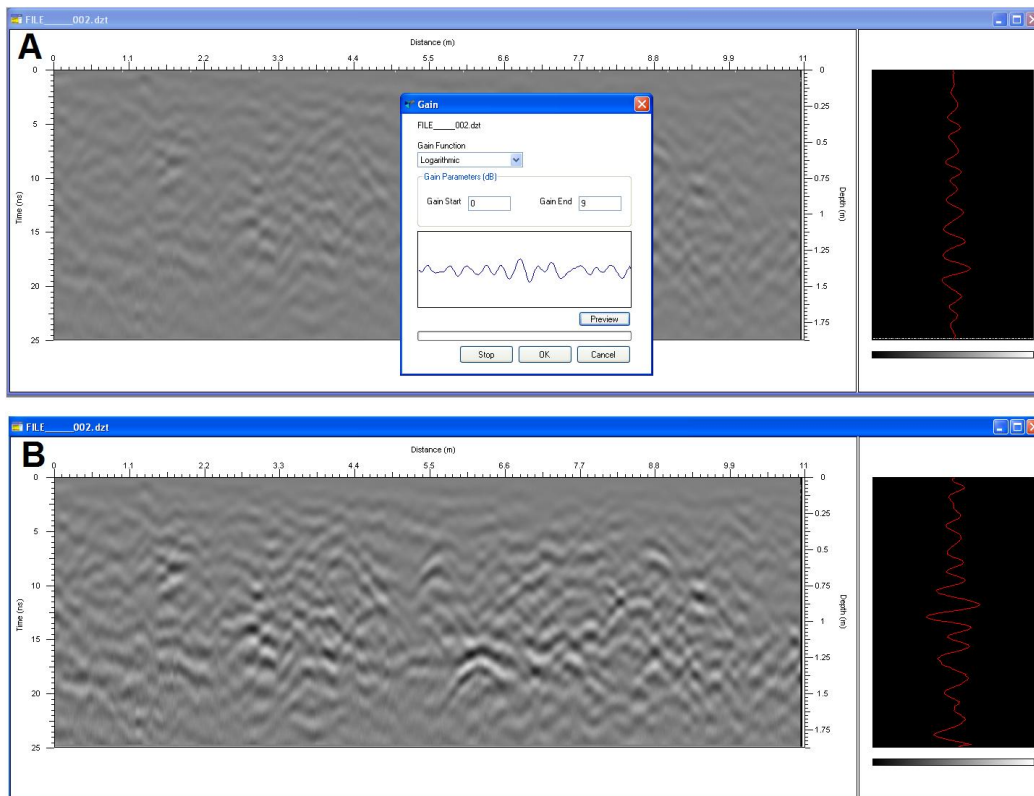 FILE____002.dzt
A
Distance (m)
0 1.1 2.2 3.3 4.4 5.5 6.6 7.7 8.8 9.9 11
0 5 10 15 20 25
Time (ns)
Gain
FILE____002.dzt
Gain Function
Logarithmic
Gain Parameters (dB)
Gain Start 0 Gain End 9
Preview
Stop OK Cancel
0 0.25 0.5 0.75 1 1.25 1.5 1.75
Depth (m)
FILE____002.dzt
B
Distance (m)
0 1.1 2.2 3.3 4.4 5.5 6.6 7.7 8.8 9.9 11
0 5 10 15 20 25
Time (ns)
0 0.25 0.5 0.75 1 1.25 1.5 1.75
Depth (m)